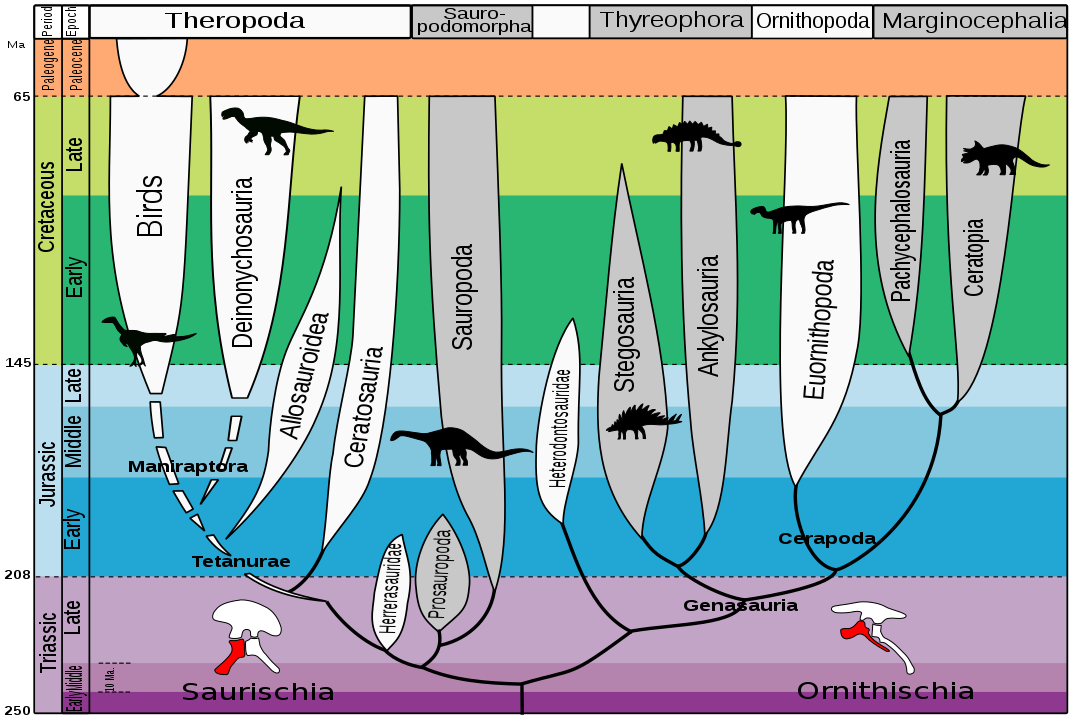 Period
Epoch
Theropoda
Sauro-
podomorpha
Thyreophora
Ornithopoda
Marginocephalia
Ma
Paleogene
Paleocene
65
Cretaceous
Late
Early
145
Jurassic
Late
Middle
Early
208
Triassic
Late
Middle
Early
250
10 Ma.
Birds
Deinonychosauria
Allosauroidea
Ceratosauria
Sauropoda
Heterodontosauridae
Stegosauria
Ankylosauria
Euornithopoda
Pachycephalosauria
Ceratopia
Maniraptora
Tetanurae
Herrerasauridae
Prosauropoda
Cerapoda
Genasauria
Saurischia
Ornithischia